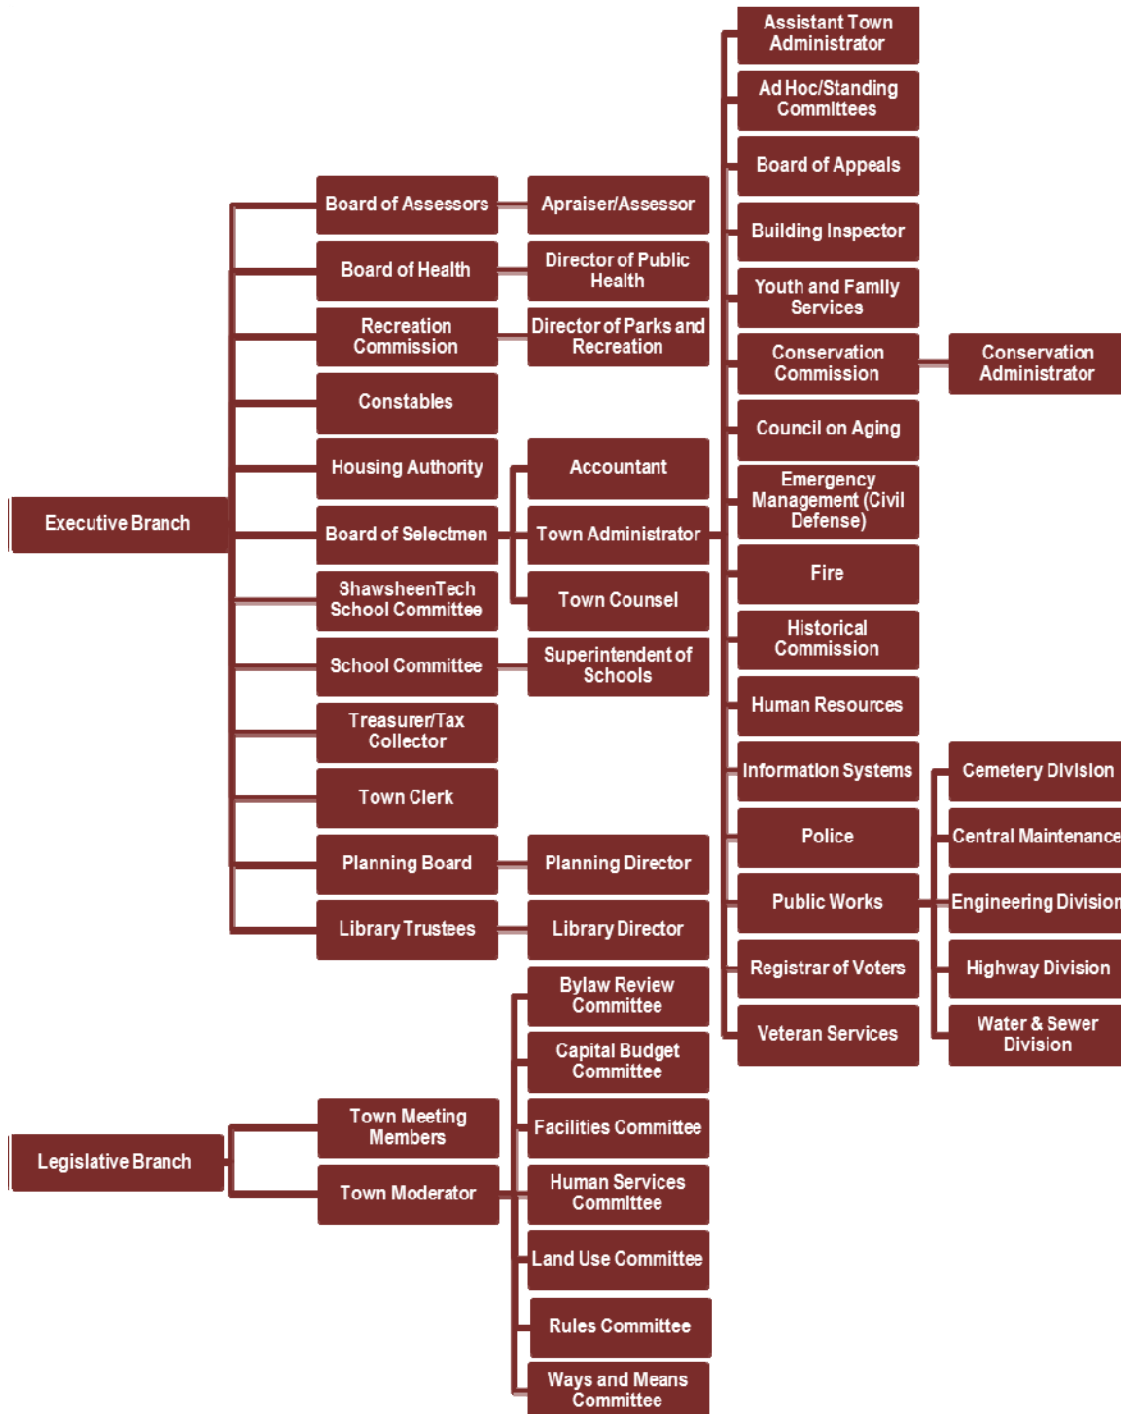 Executive Branch
Board of Assessors
Board of Health
Recreation
Commission
Constables
Housing Authority
Board of Selectmen
ShawsheenTech
School Committee
School Committee
Treasurer/Tax
Collector
Town Clerk
Planning Board
Library Trustees
Apraiser/Assessor
Director of Public
Health
Director of Parks and
Recreation
Accountant
Town Administrator
Town Counsel
Superintendent of
Schools
Planning Director
Library Director
Assistant Town
Administrator
Ad Hoc/Standing
Committees
Board of Appeals
Building Inspector
Youth and Family
Services
Conservation
Commission
Council on Aging
Emergency
Management (Civil
Defense)
Fire
Historical
Commission
Human Resources
Information Systems
Police
Public Works
Registrar of Voters
Veteran Services
Conservation
Administrator
Cemetery Division
Central Maintenance
Engineering Division
Highway Division
Water & Sewer
Division
Legislative Branch
Town Meeting
Members
Town Moderator
Bylaw Review
Committee
Capital Budget
Committee
Facilities Committee
Human Services
Committee
Land Use Committee
Rules Committee
Ways and Means
Committee